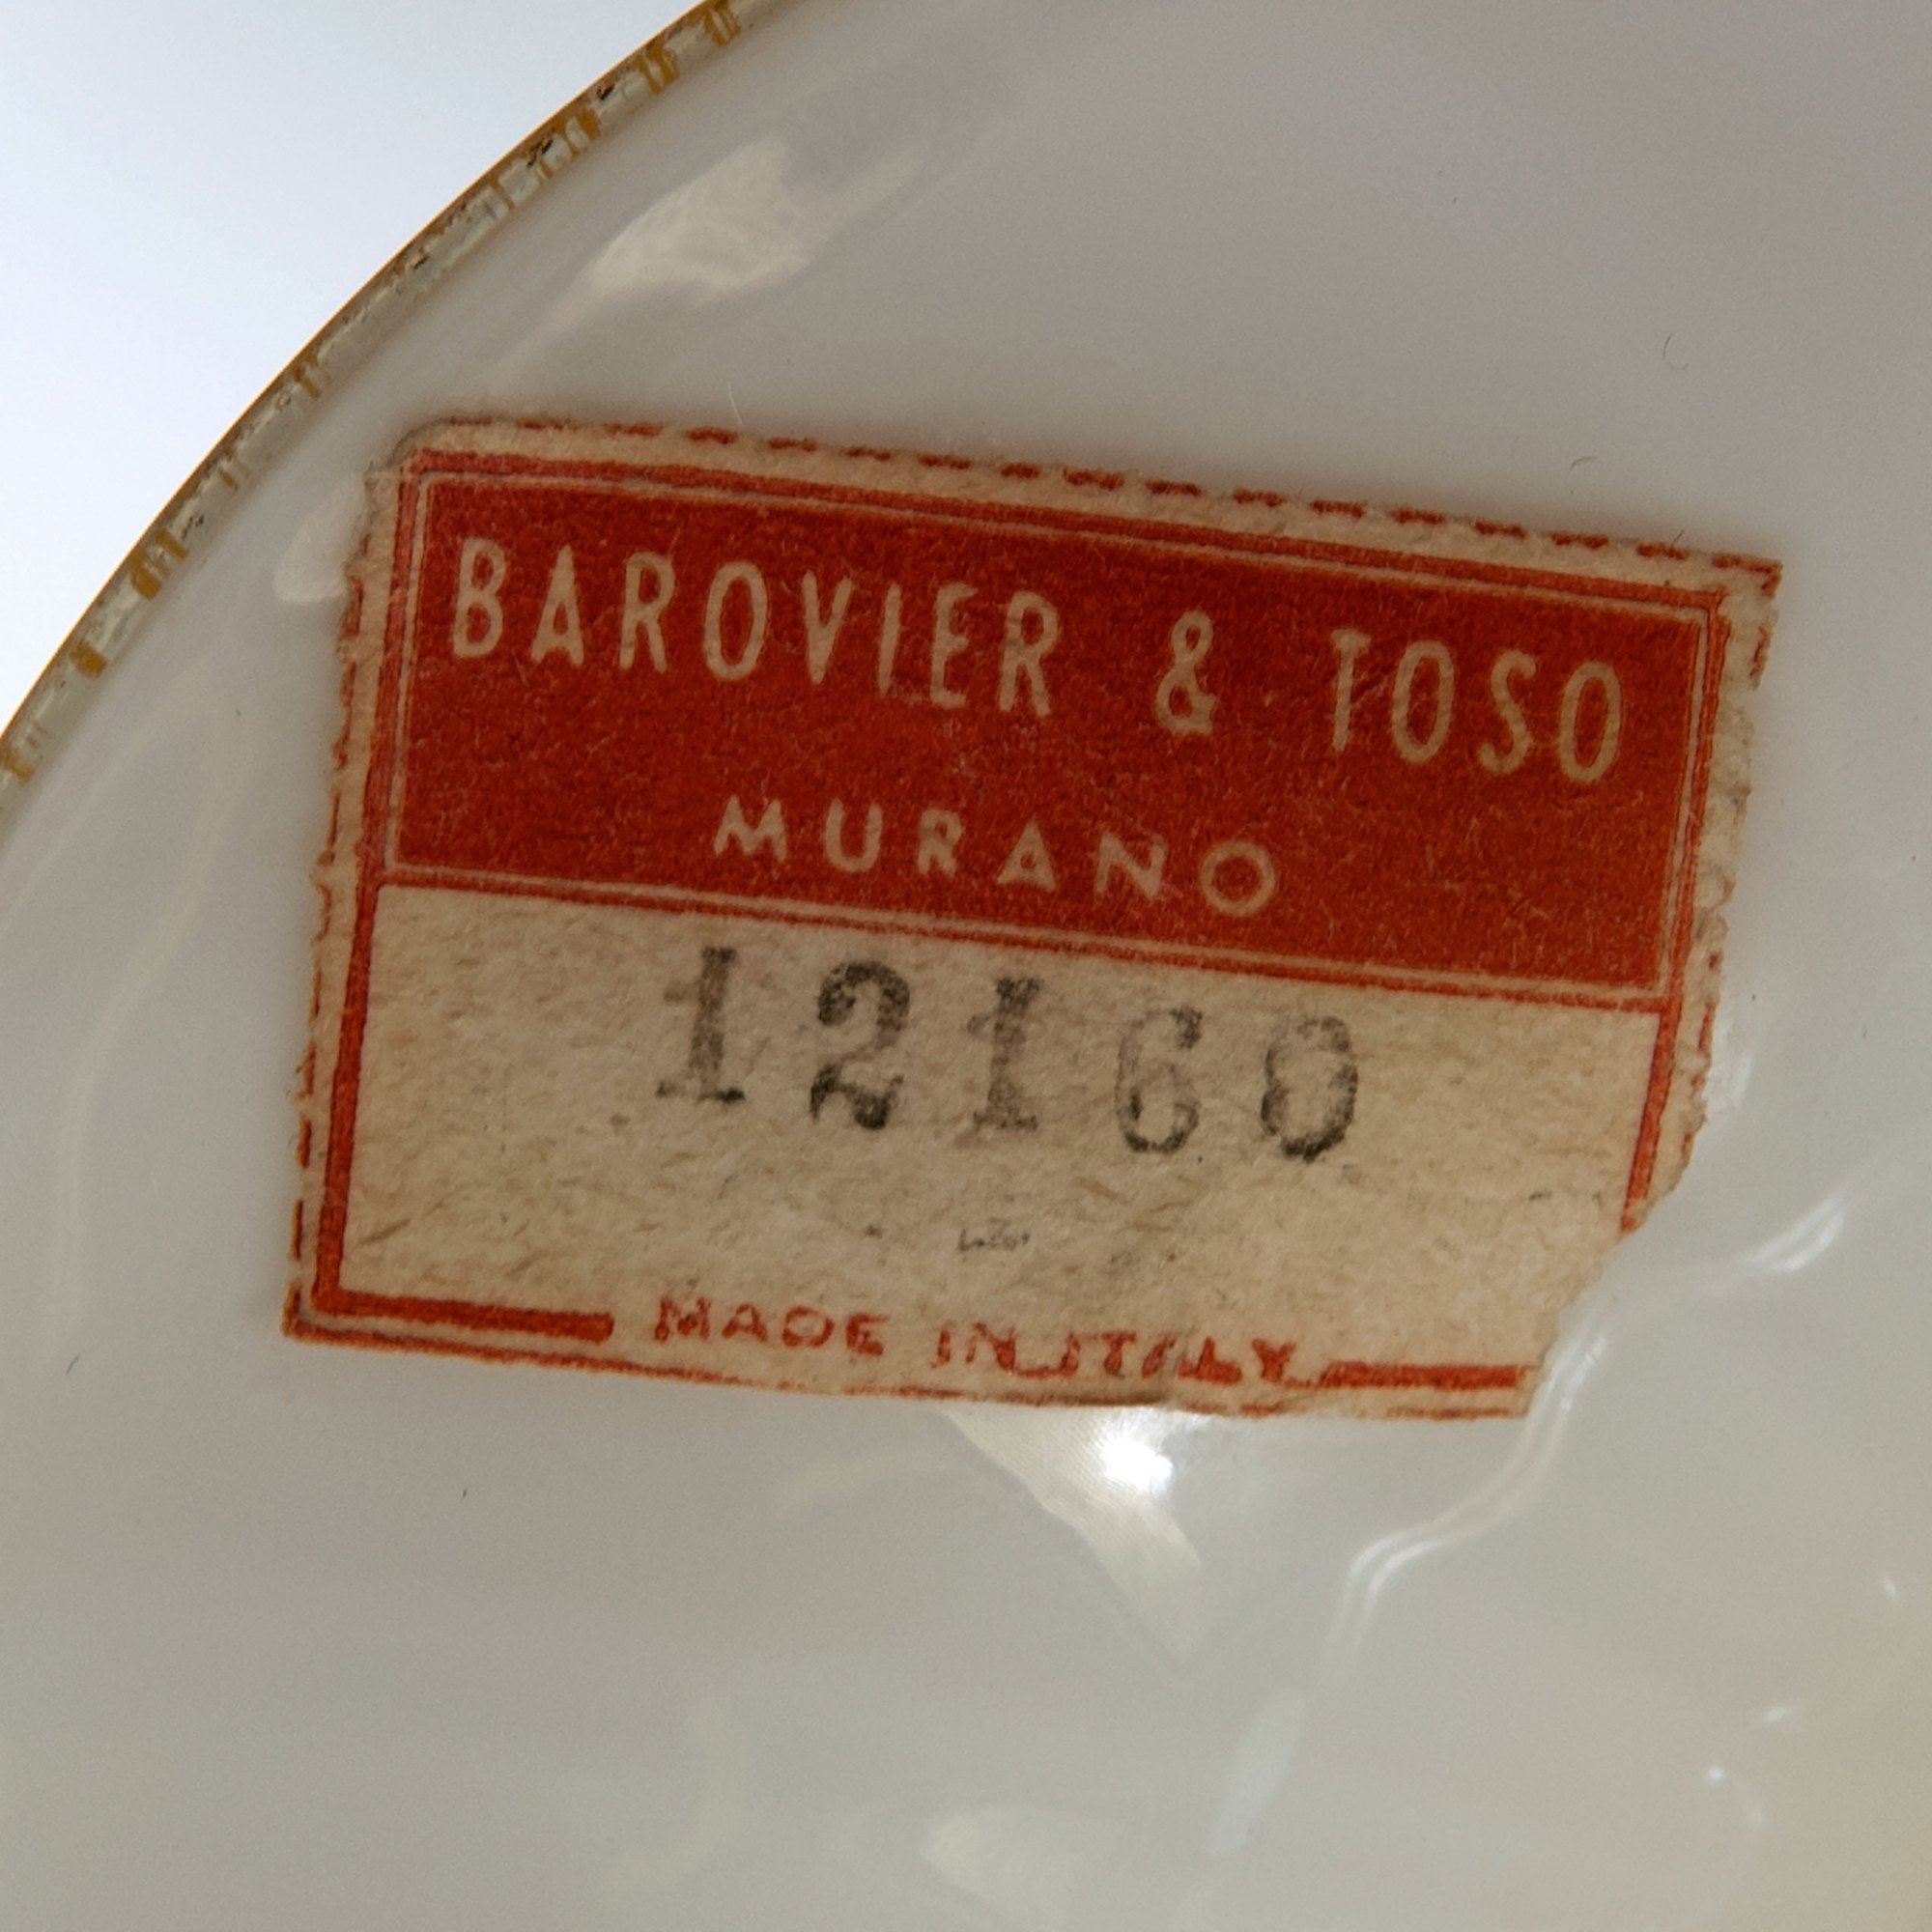 BAROVIER & TOSO
MURANO
12160
MADE IN ITALY